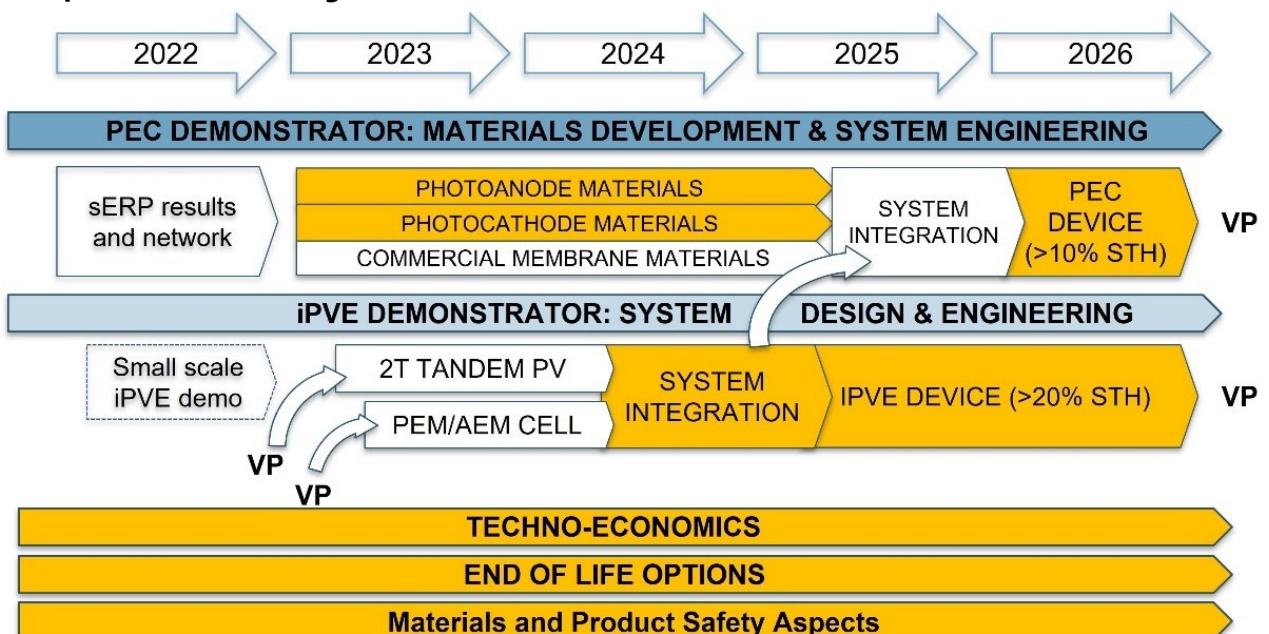 2022
2023
2024
2025
2026
PEC DEMONSTRATOR: MATERIALS DEVELOPMENT & SYSTEM ENGINEERING
sERP results
and network
PHOTOANODE MATERIALS
PHOTOCATHODE MATERIALS
COMMERCIAL MEMBRANE MATERIALS
SYSTEM
INTEGRATION
PEC
DEVICE
(>10% STH)
VP
iPVE DEMONSTRATOR: SYSTEM DESIGN & ENGINEERING
Small scale
iPVE demo
2T TANDEM PV
PEM/AEM CELL
SYSTEM
INTEGRATION
IPVE DEVICE (>20% STH)
VP
VP
VP
TECHNO-ECONOMICS
END OF LIFE OPTIONS
Materials and Product Safety Aspects